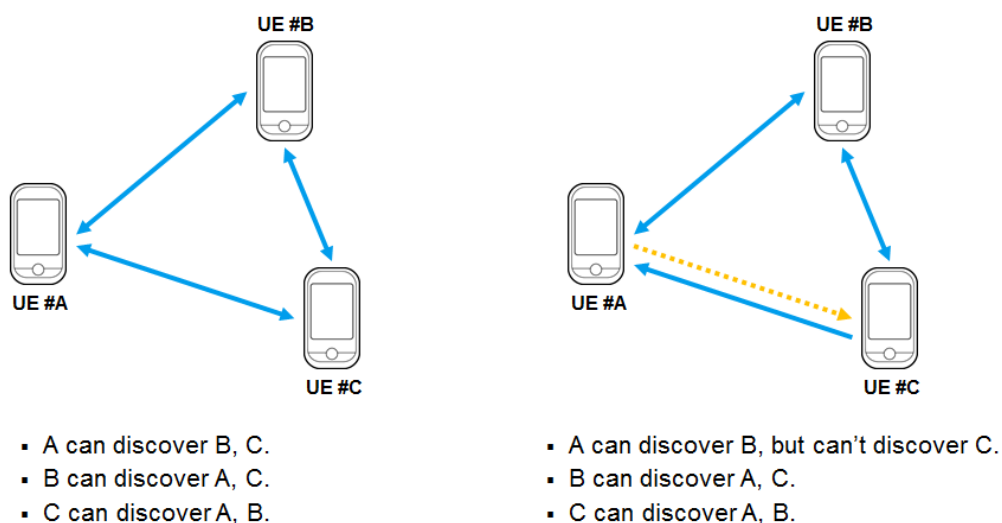 UE #B
UE #A
UE #C
▪ A can discover B, C.
▪ B can discover A, C.
▪ C can discover A, B.
UE #B
UE #A
UE #C
▪ A can discover B, but can’t discover C.
▪ B can discover A, C.
▪ C can discover A, B.